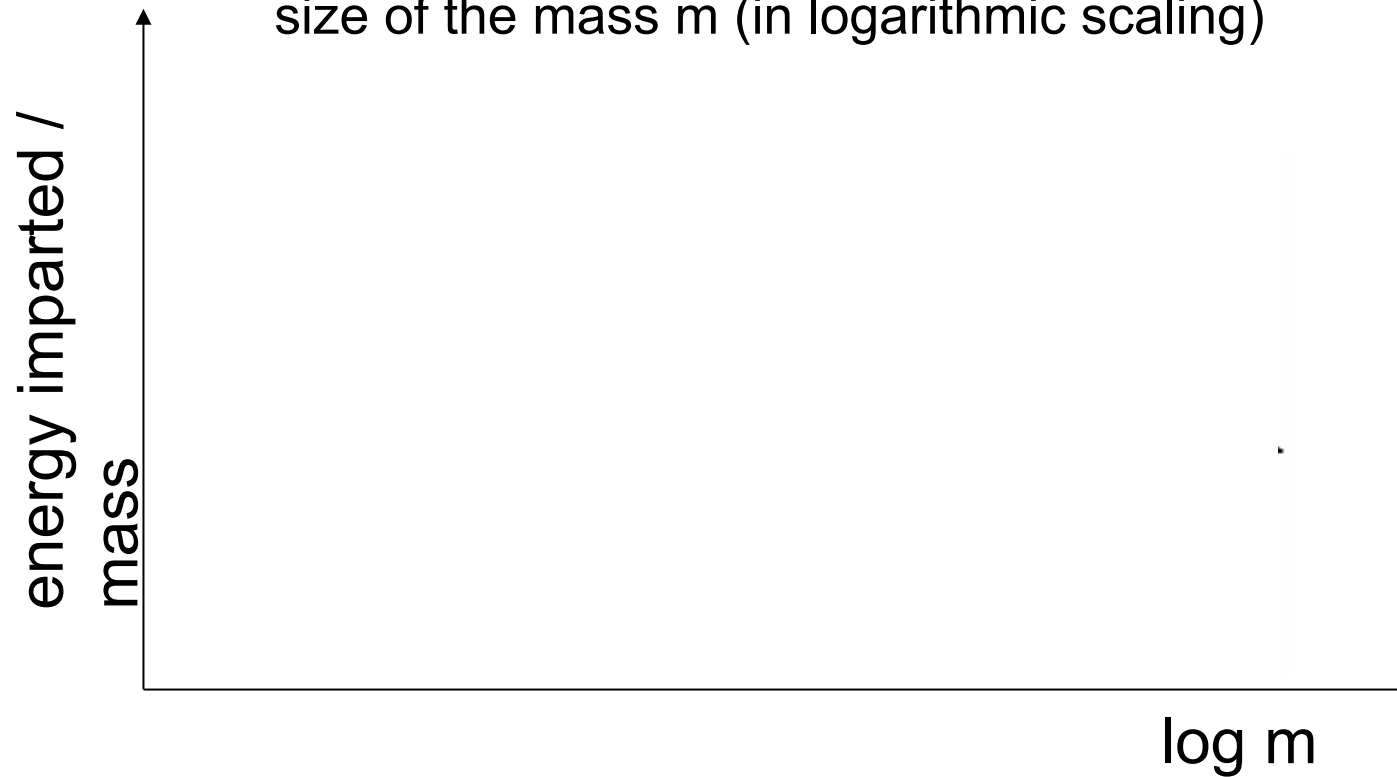 size of the mass m (in logarithmic scaling)
energy imparted /
mass
log m